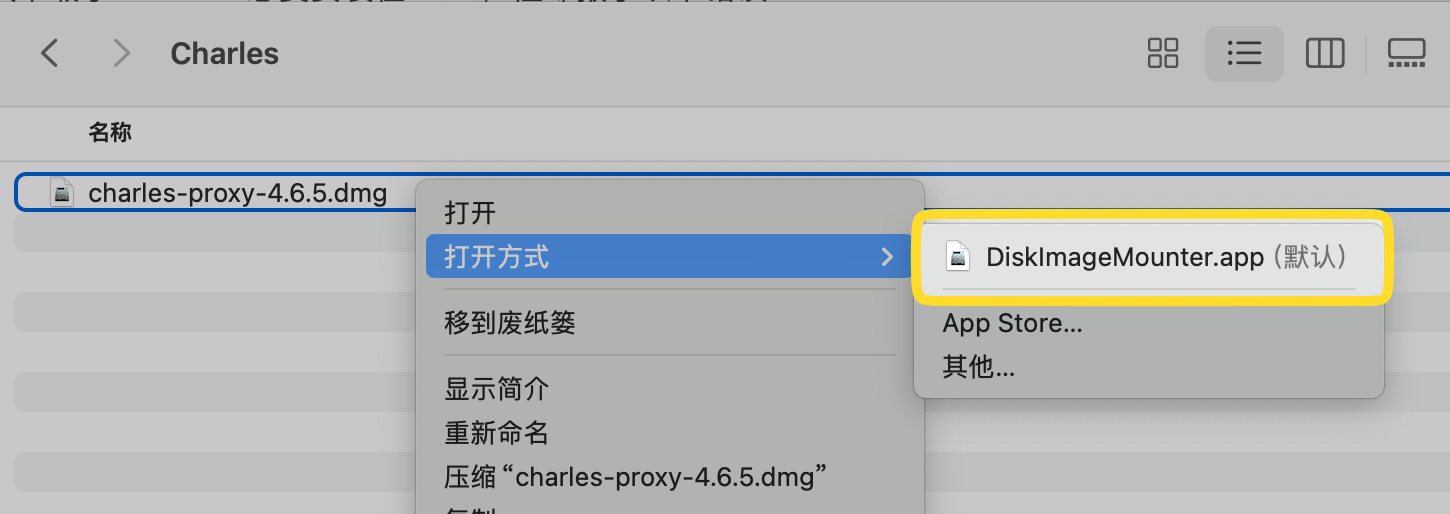 Charles
名称
charles-proxy-4.6.5.dmg
打开
打开方式
DiskImageMounter.app（默认）
App Store...
其他...
移到废纸篓
显示简介
重新命名
压缩 “charles-proxy-4.6.5.dmg”